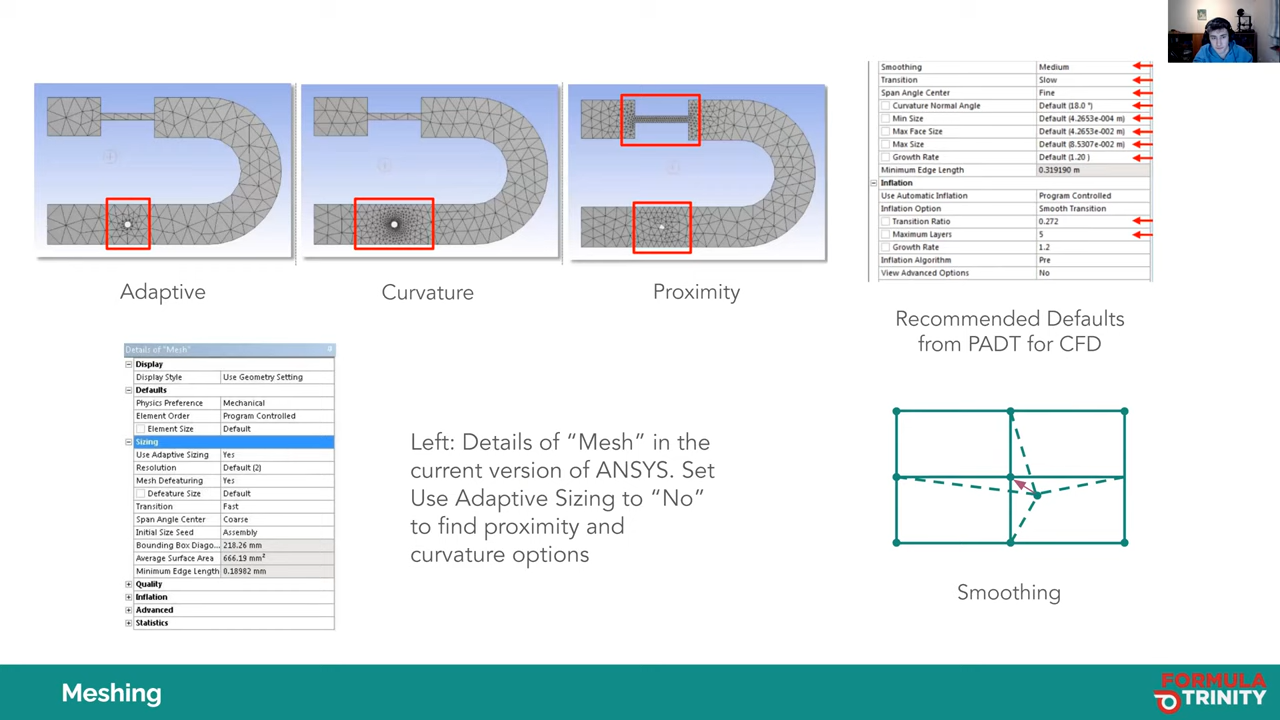 Adaptive
Curvature
Proximity
Smoothing Medium
Transition Slow
Span Angle Center Fine
Curvature Normal Angle Default (18.0 °)
Min Size Default (4.2653e-004 m)
Max Face Size Default (4.2653e-002 m)
Max Size Default (8.5307e-002 m)
Growth Rate Default (1.20 )
Minimum Edge Length 0.319190 m
Inflation
Use Automatic Inflation Program Controlled
Inflation Option Smooth Transition
Transition Ratio 0.272
Maximum Layers 5
Growth Rate 1.2
Inflation Algorithm Pre
View Advanced Options No
Recommended Defaults
from PADT for CFD
Details of "Mesh"
Display
Display Style Use Geometry Setting
Defaults
Physics Preference Mechanical
Element Order Program Controlled
Element Size Default
Sizing
Use Adaptive Sizing Yes
Resolution Default (2)
Mesh Defeaturing Yes
Defeature Size Default
Transition Fast
Span Angle Center Coarse
Initial Size Seed Assembly
Bounding Box Diago... 218.26 mm
Average Surface Area 666.19 mm²
Minimum Edge Length 0.18982 mm
Quality
Inflation
Advanced
Statistics
Left: Details of “Mesh” in the
current version of ANSYS. Set
Use Adaptive Sizing to “No”
to find proximity and
curvature options
Smoothing
Meshing
FORMULA
TRINITY